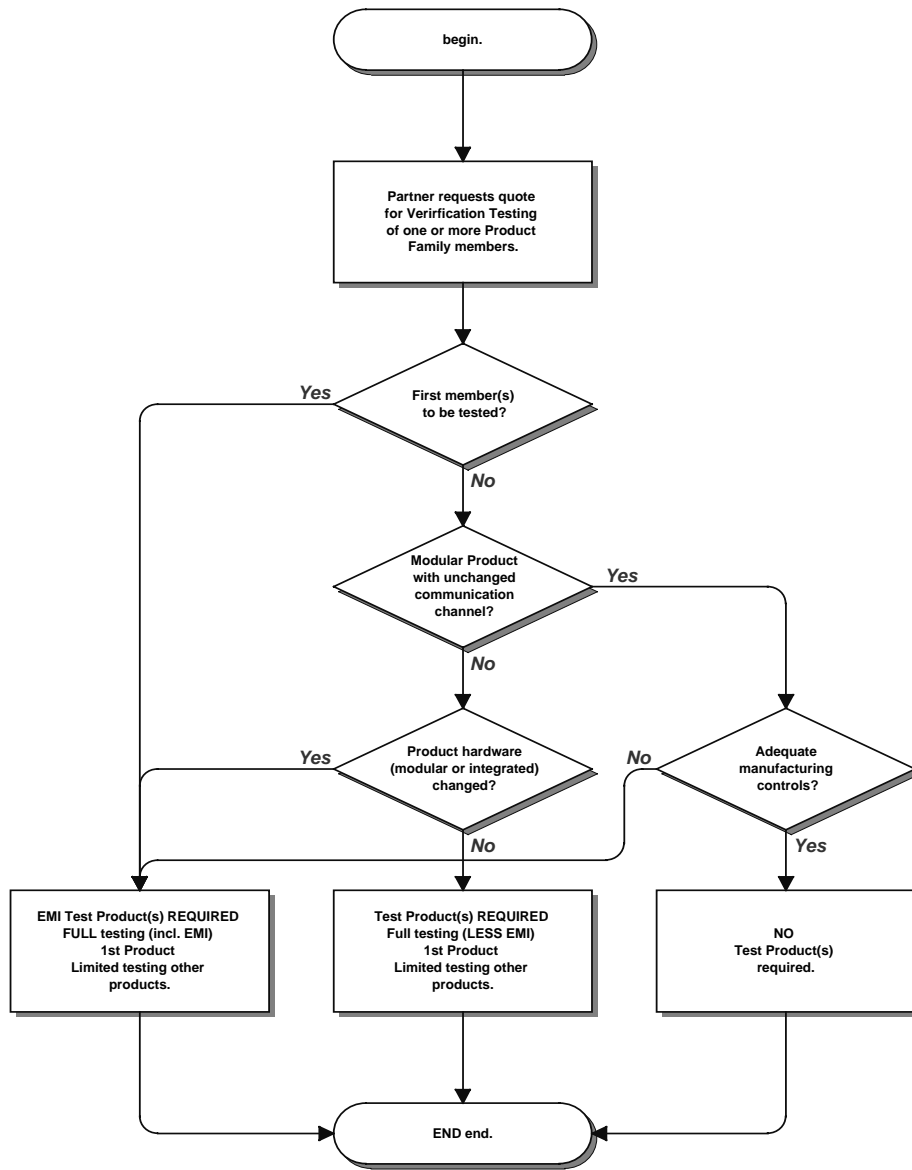 begin.
Partner requests quote
for Verirfication Testing
of one or more Product
Family members.
Yes
First member(s)
to be tested?
No
Modular Product
with unchanged
communication
channel?
Yes
No
Yes
Product hardware
(modular or integrated)
changed?
No
No
Adequate
manufacturing
controls?
Yes
EMI Test Product(s) REQUIRED
FULL testing (incl. EMI)
1st Product
Limited testing other
products.
Test Product(s) REQUIRED
Full testing (LESS EMI)
1st Product
Limited testing other
products.
NO
Test Product(s)
required.
END end.